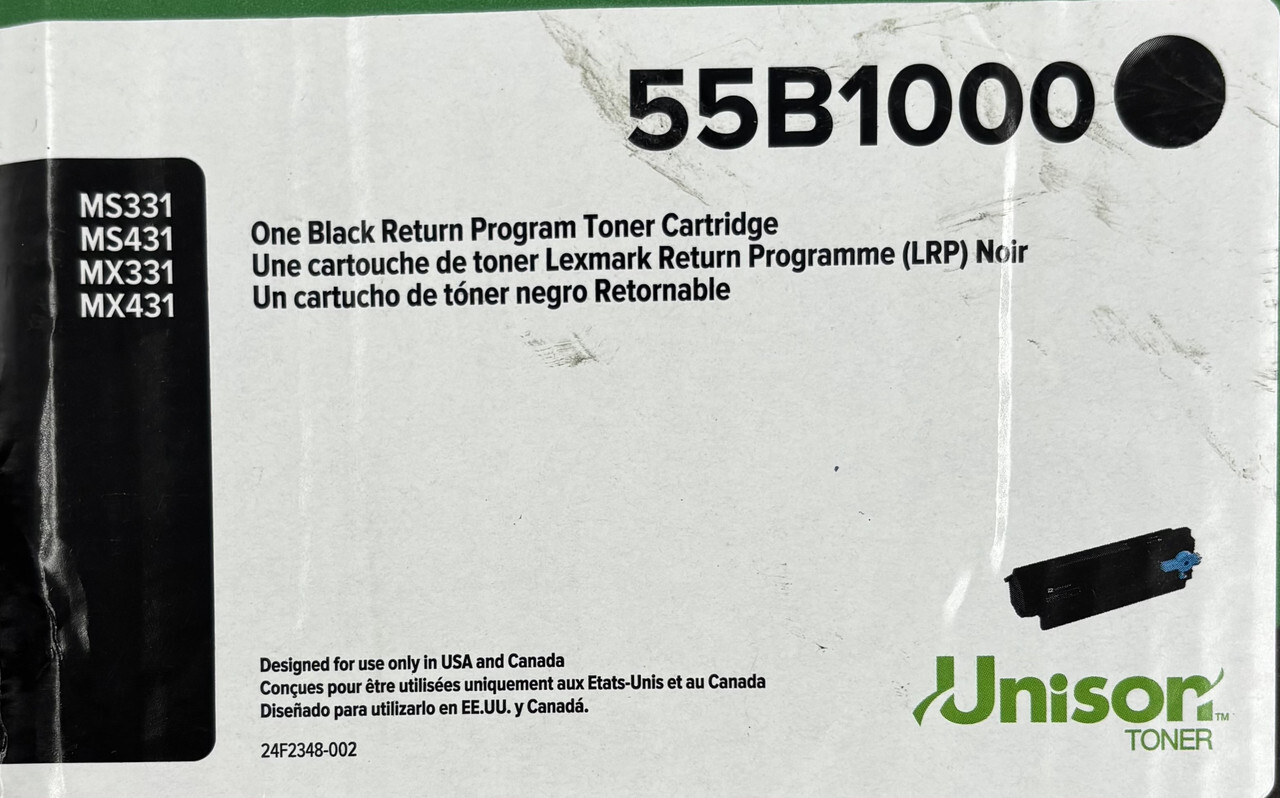 55B1000
MS331
MS431
MX331
MX431
One Black Return Program Toner Cartridge
Une cartouche de toner Lexmark Return Programme (LRP) Noir
Un cartucho de tóner negro Retornable
Designed for use only in USA and Canada
Conçues pour être utilisées uniquement aux Etats-Unis et au Canada
Diseñado para utilizarlo en EE.UU. y Canadá.
24F2348-002
Unison™
TONER